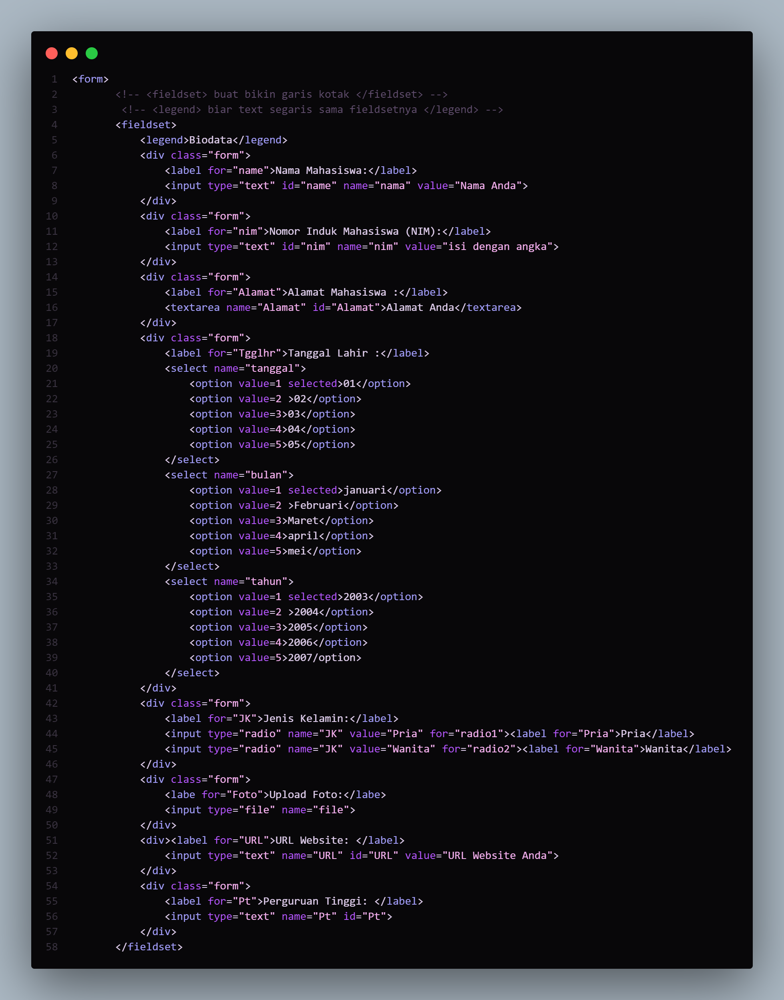 1 <form>
2 <!-- <fieldset> buat bikin garis kotak </fieldset> -->
3 <!-- <legend> biar text segaris sama fieldsetnya </legend> -->
4 <fieldset>
5 <legend>Biodata</legend>
6 <div class="form">
7 <label for="name">Nama Mahasiswa:</label>
8 <input type="text" id="name" name="nama" value="Nama Anda">
9 </div>
10 <div class="form">
11 <label for="nim">Nomor Induk Mahasiswa (NIM):</label>
12 <input type="text" id="nim" name="nim" value="isi dengan angka">
13 </div>
14 <div class="form">
15 <label for="Alamat">Alamat Mahasiswa :</label>
16 <textarea name="Alamat" id="Alamat">Alamat Anda</textarea>
17 </div>
18 <div class="form">
19 <label for="Tgglhr">Tanggal Lahir :</label>
20 <select name="tanggal">
21 <option value=1 selected>01</option>
22 <option value=2 >02</option>
23 <option value=3>03</option>
24 <option value=4>04</option>
25 <option value=5>05</option>
26 </select>
27 <select name="bulan">
28 <option value=1 selected>januari</option>
29 <option value=2 >Februari</option>
30 <option value=3>Maret</option>
31 <option value=4>april</option>
32 <option value=5>mei</option>
33 </select>
34 <select name="tahun">
35 <option value=1 selected>2003</option>
36 <option value=2 >2004</option>
37 <option value=3>2005</option>
38 <option value=4>2006</option>
39 <option value=5>2007/option>
40 </select>
41 </div>
42 <div class="form">
43 <label for="JK">Jenis Kelamin:</label>
44 <input type="radio" name="JK" value="Pria" for="radio1"><label for="Pria">Pria</label>
45 <input type="radio" name="JK" value="Wanita" for="radio2"><label for="Wanita">Wanita</label>
46 </div>
47 <div class="form">
48 <labe for="Foto">Upload Foto:</labe>
49 <input type="file" name="file">
50 </div>
51 <div><label for="URL">URL Website: </label>
52 <input type="text" name="URL" id="URL" value="URL Website Anda">
53 </div>
54 <div class="form">
55 <label for="Pt">Perguruan Tinggi: </label>
56 <input type="text" name="Pt" id="Pt">
57 </div>
58 </fieldset>